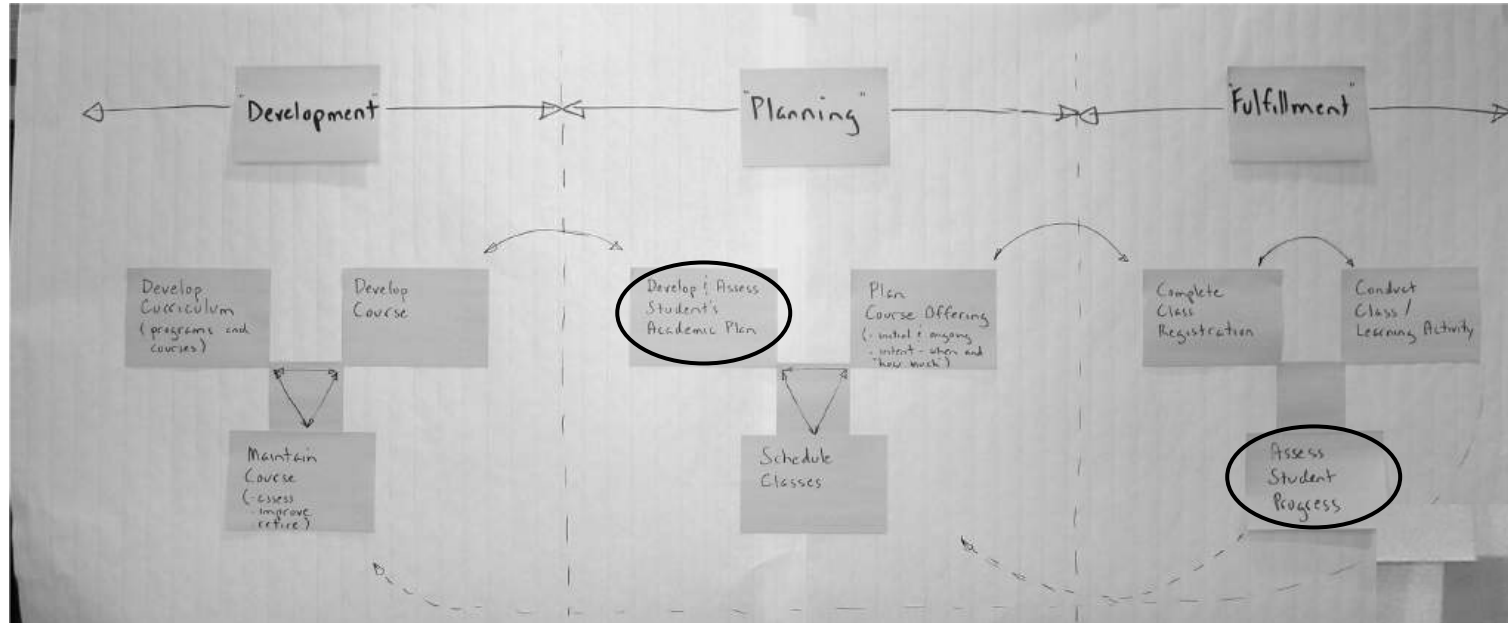 "Development"
"Planning"
"Fulfillment"
Develop
Curriculum
(programs and
courses)
Develop
Course
Maintain
Course
(-assess
-improve
-retire)
Develop & Assess
Student's
Academic Plan
Plan
Course Offering
(-initial & ongoing
-intent - when and
"how much")
Schedule
Classes
Complete
Class
Registration
Conduct
Class /
Learning Activity
Assess
Student
Progress